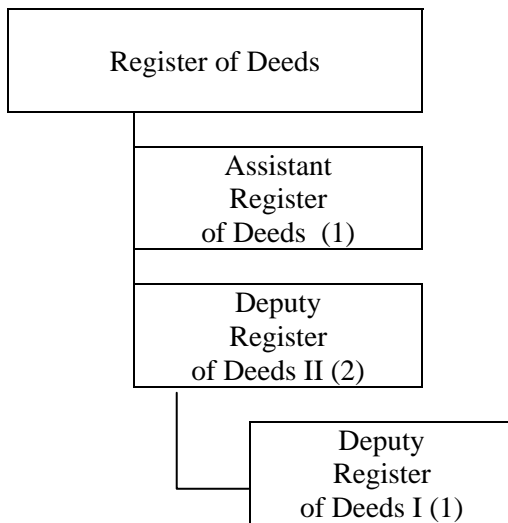 Register of Deeds
Assistant
Register
of Deeds (1)
Deputy
Register
of Deeds II (2)
Deputy
Register
of Deeds I (1)